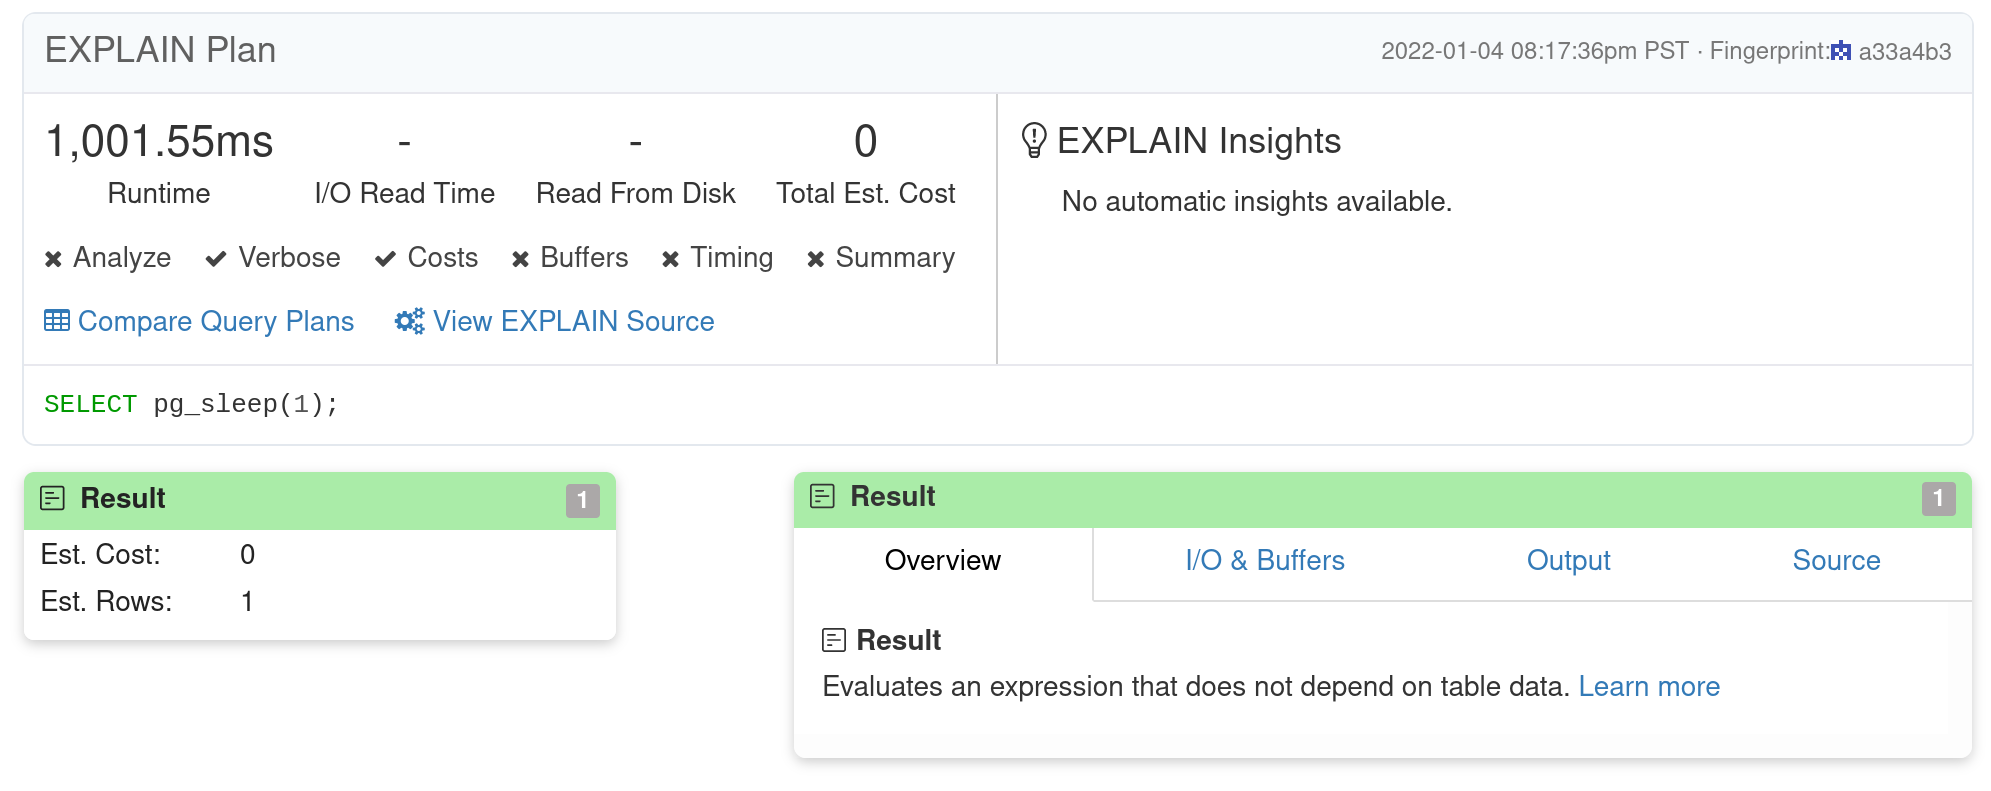 EXPLAIN Plan
2022-01-04 08:17:36pm PST · Fingerprint: a33a4b3
1,001.55ms - - 0
Runtime I/O Read Time Read From Disk Total Est. Cost
Analyze Verbose Costs Buffers Timing Summary
Compare Query Plans View EXPLAIN Source
EXPLAIN Insights
No automatic insights available.
SELECT pg_sleep(1);
Result 1
Est. Cost: 0
Est. Rows: 1
Result 1
Overview I/O & Buffers Output Source
Result
Evaluates an expression that does not depend on table data. Learn more